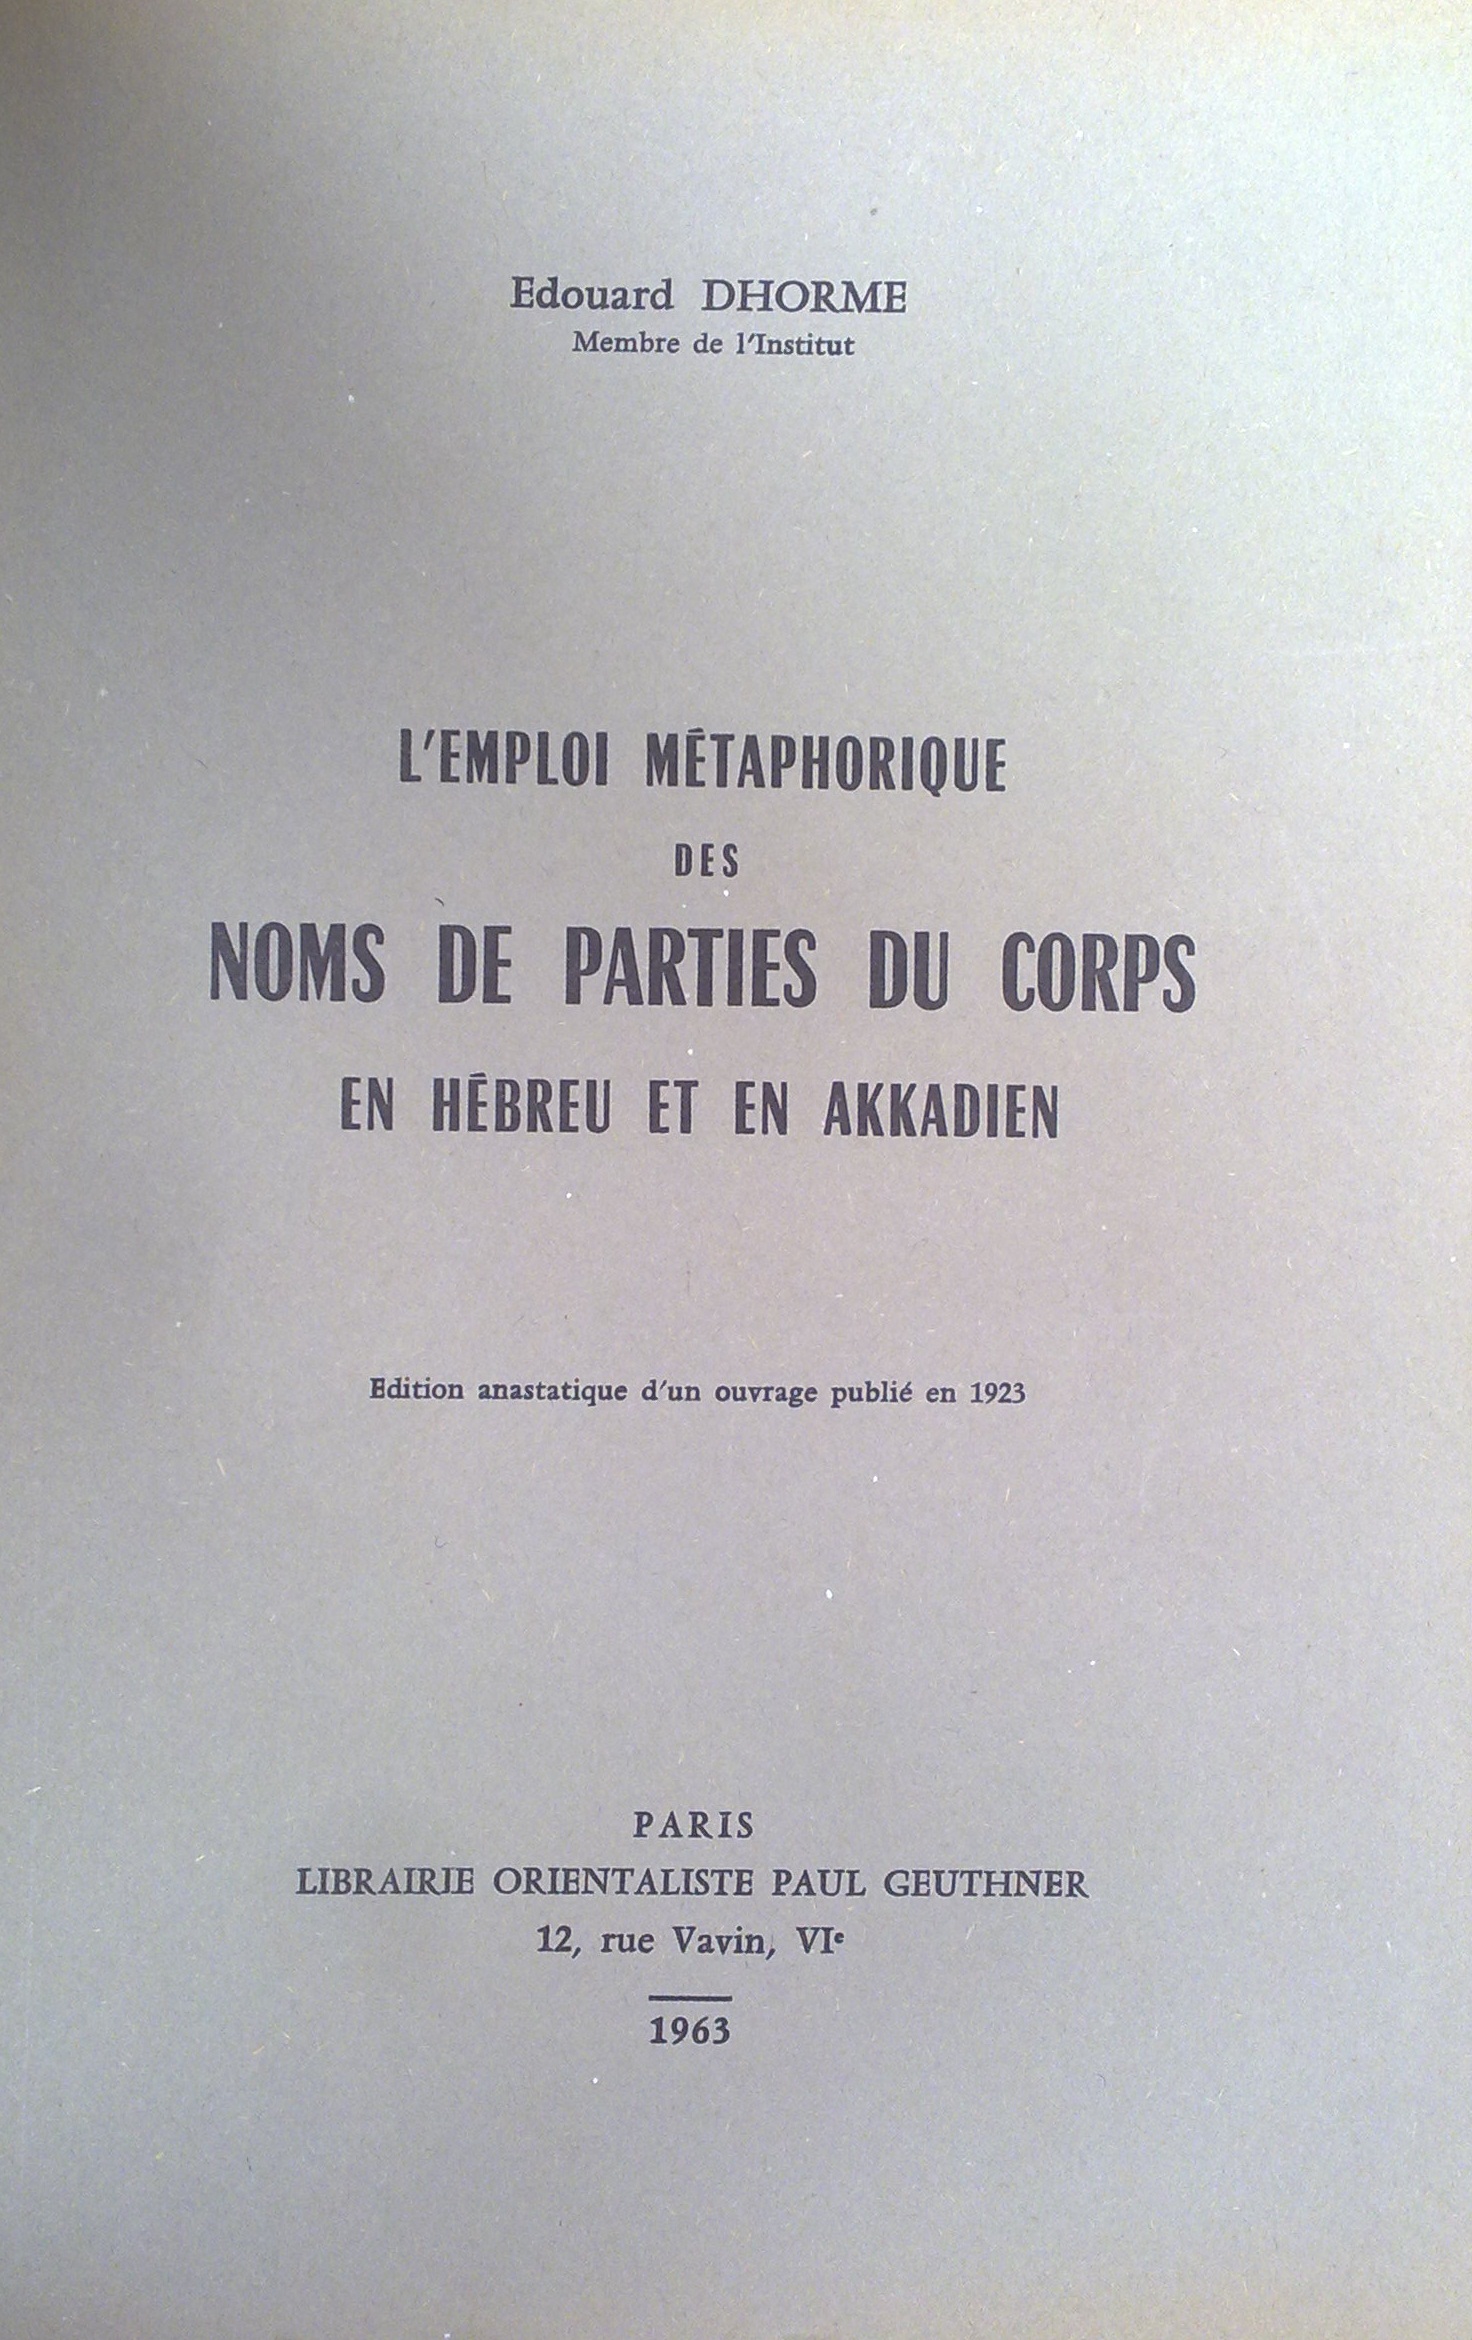 Edouard DHORME
Membre de l'Institut
L'EMPLOI MÉTAPHORIQUE
DES
NOMS DE PARTIES DU CORPS
EN HÉBREU ET EN AKKADIEN
Edition anastatique d'un ouvrage publié en 1923
PARIS
LIBRAIRIE ORIENTALISTE PAUL GEUTHNER
12, rue Vavin, VIᵉ
1963